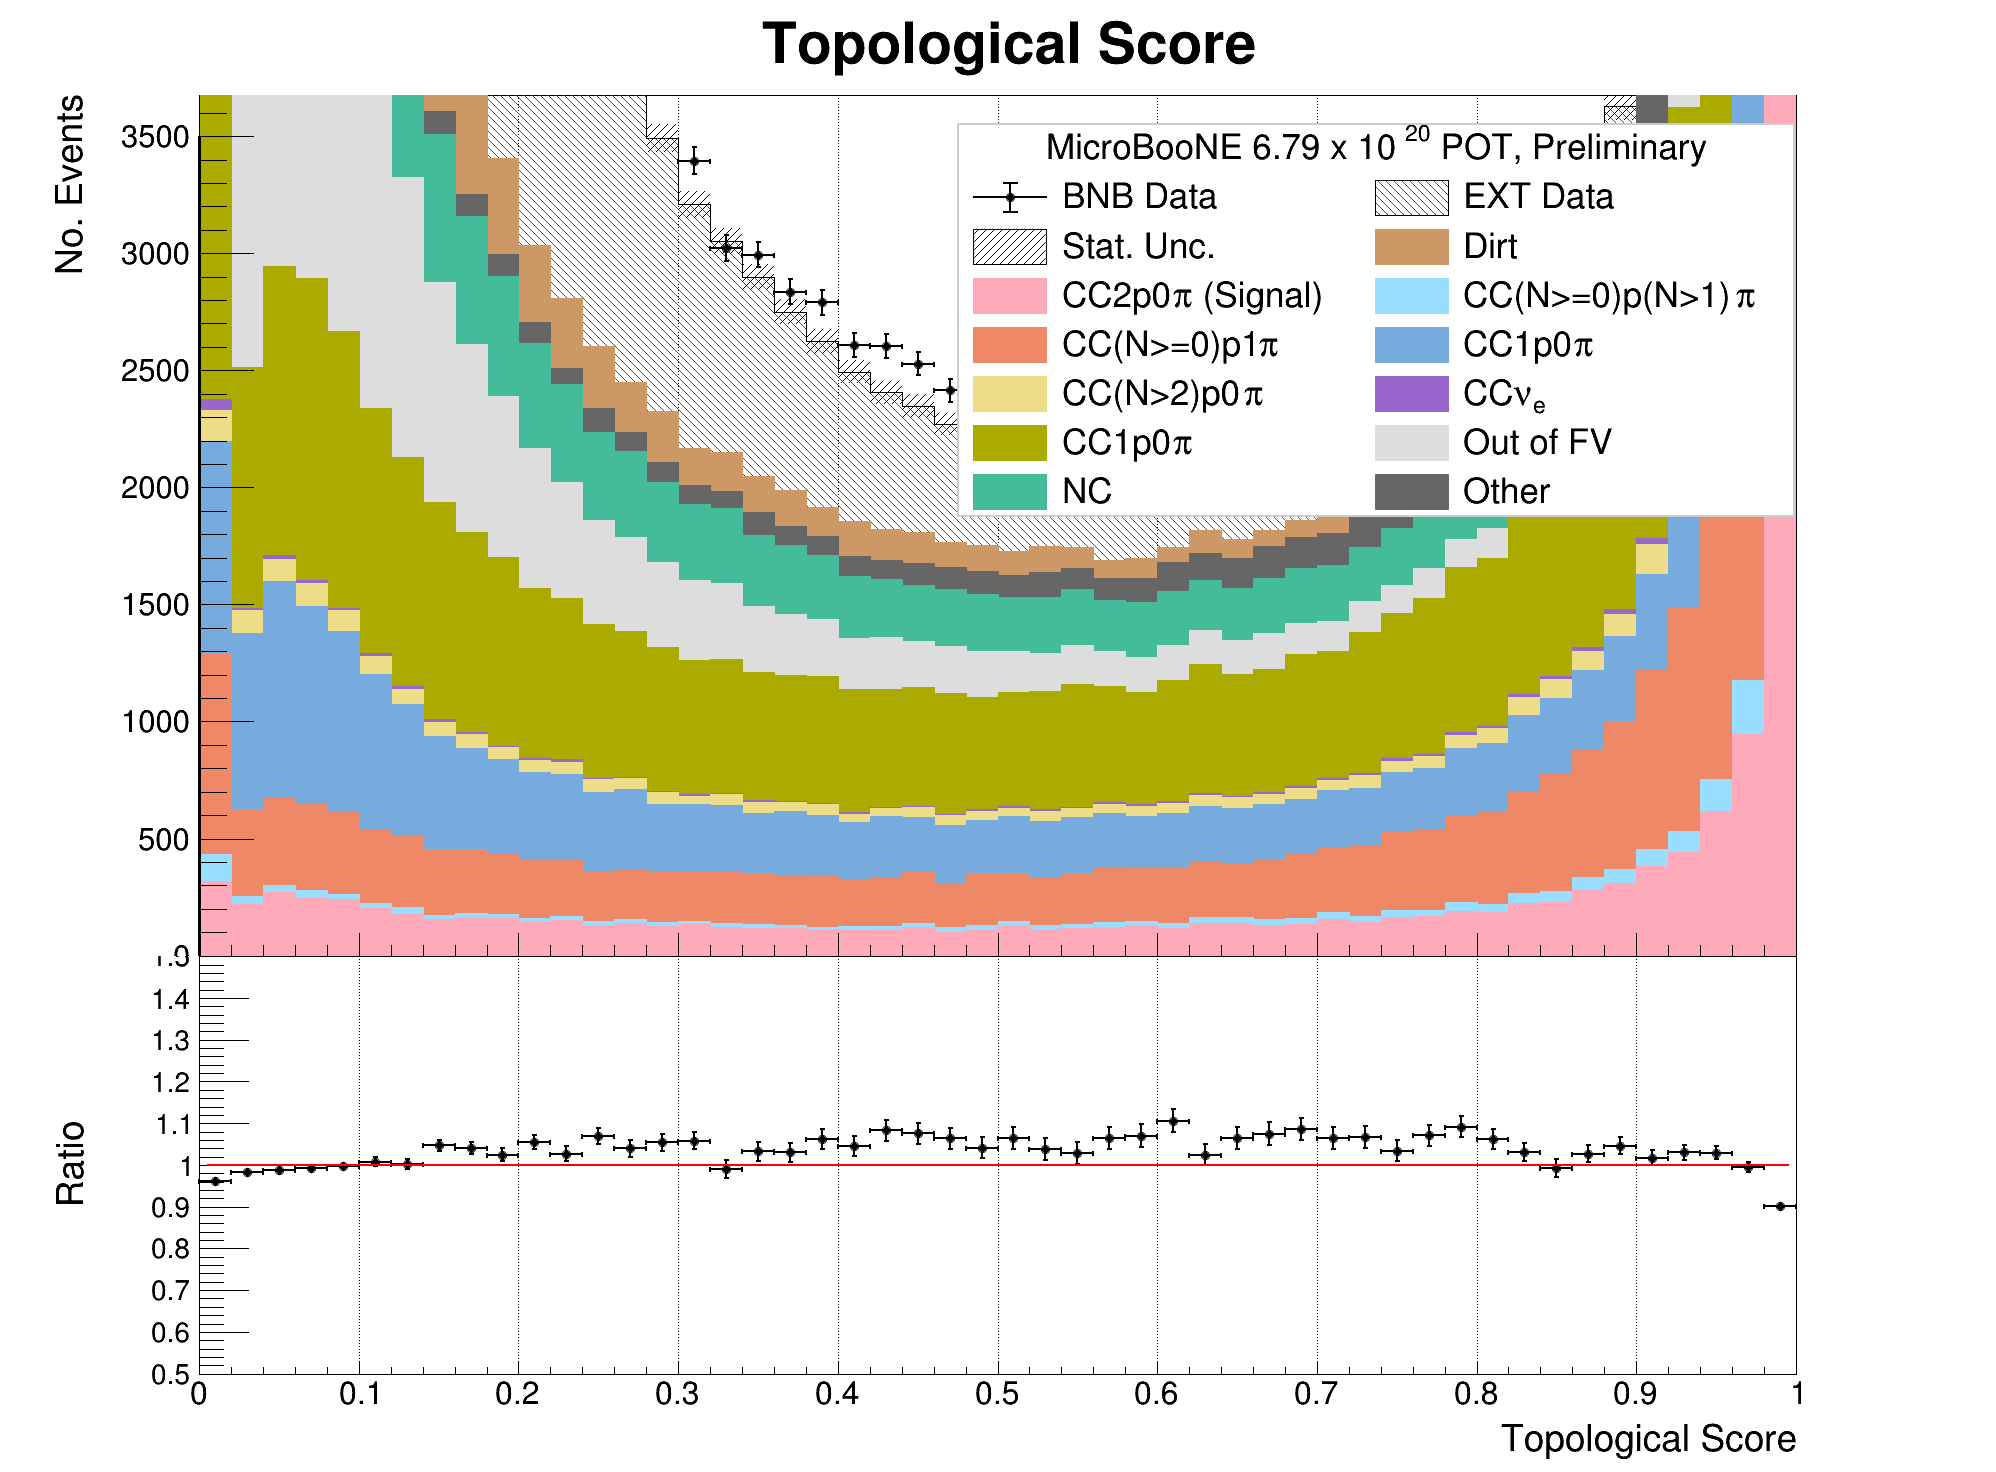 Topological Score
No. Events
3500
3000
2500
2000
1500
1000
500
0
MicroBooNE 6.79 x 10 20 POT, Preliminary
BNB Data EXT Data
Stat. Unc. Dirt
CC2p0π (Signal) CC(N>=0)p(N>1)π
CC(N>=0)p1π CC1p0π
CC(N>2)p0π CCνe
CC1p0π Out of FV
NC Other
Ratio
1.4
1.3
1.2
1.1
1
0.9
0.8
0.7
0.6
0.5
0 0.1 0.2 0.3 0.4 0.5 0.6 0.7 0.8 0.9 1
Topological Score